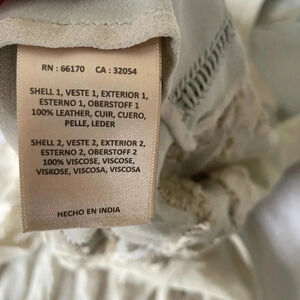 RN : 66170 CA : 32054
SHELL 1, VESTE 1, EXTERIOR 1,
ESTERNO 1, OBERSTOFF 1
100% LEATHER, CUIR, CUERO,
PELLE, LEDER
SHELL 2, VESTE 2, EXTERIOR 2,
ESTERNO 2, OBERSTOFF 2
100% VISCOSE, VISCOSE,
VISKOSE, VISCOSA, VISCOSA
HECHO EN INDIA